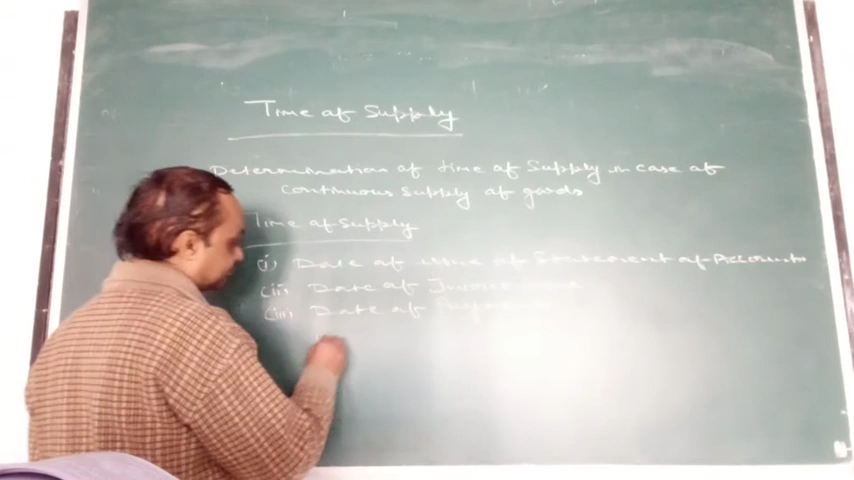 Time of Supply
Determination of time of Supply in case of
continuous supply of goods
Time of supply
(i) Date of issue of Statement of Accounts
(ii) Date of Invoice
(iii) Date of